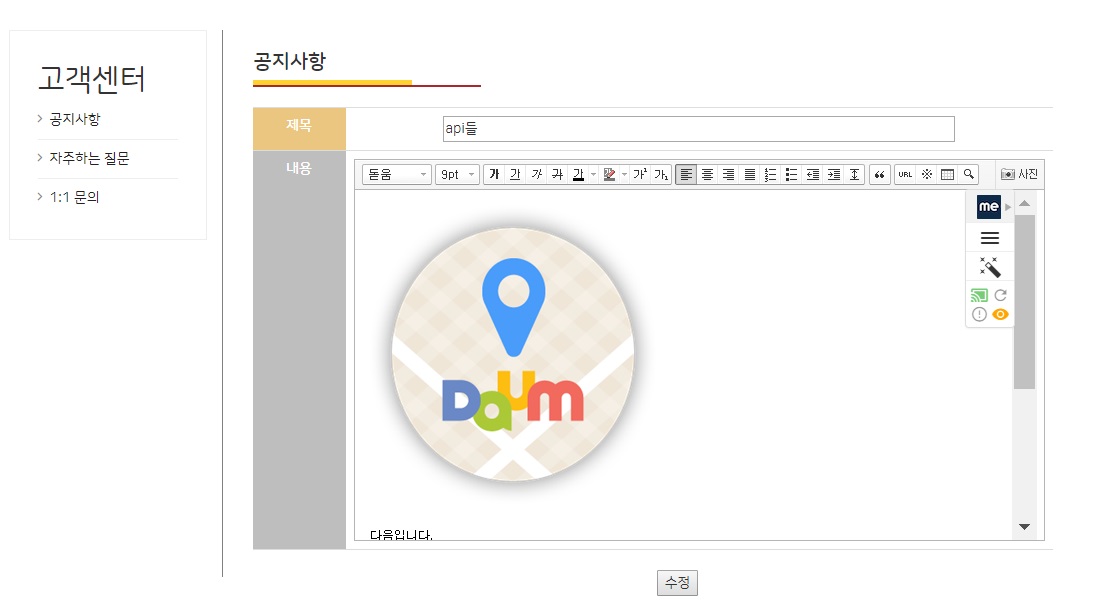 고객센터
공지사항
자주하는 질문
1:1 문의
공지사항
제목
api들
내용
돋움 9pt 가 가 가 가 가 가¹ 가₁ “ URL ※ 사진
me
Daum
다음입니다.
수정